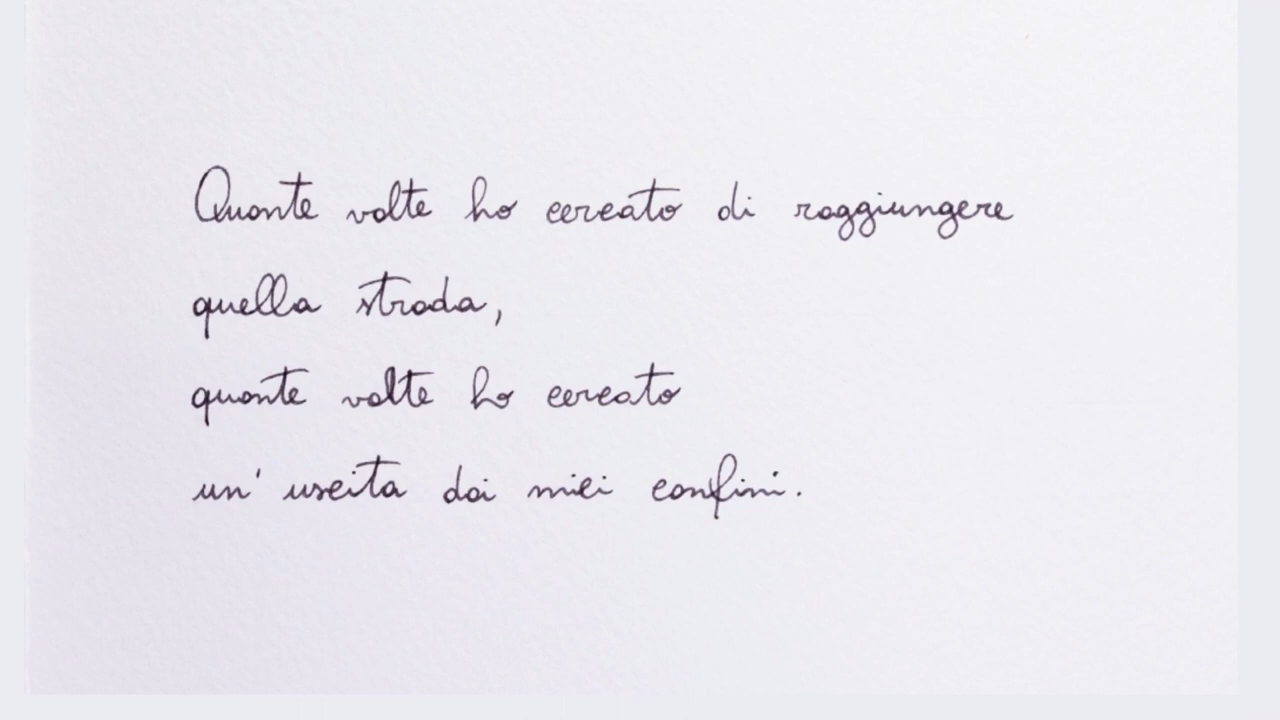 Quante volte ho cercato di raggiungere
quella strada,
quante volte ho cercato
un' uscita dai miei confini.